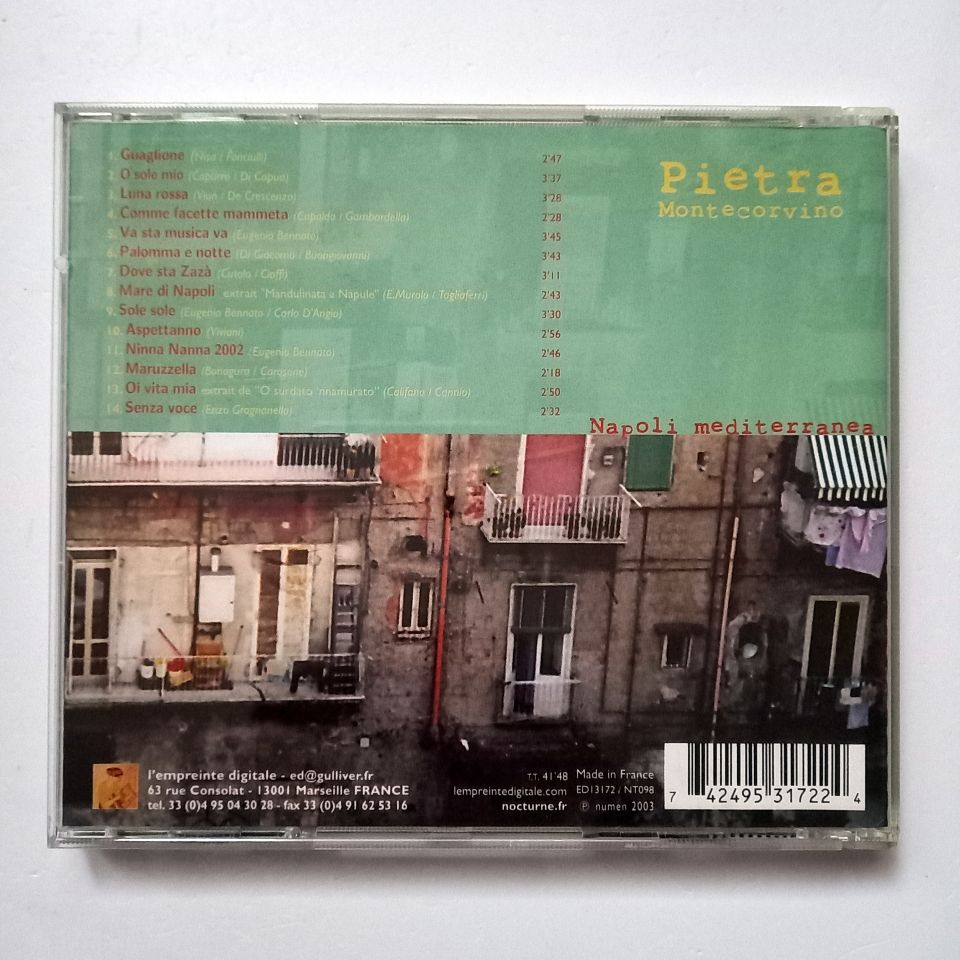 1. Guaglione (Nisa / Fanciulli) 2'47
2. O sole mio (Capurro / Di Capua) 3'37
3. Luna rossa (Vian / De Crescenzo) 3'28
4. Comme facette mammeta (Capaldo / Gambardella) 2'28
5. Va sta musica va (Eugenio Bennato) 3'45
6. Palomma e notte (Di Giacomo / Buongiovanni) 3'43
7. Dove sta Zazà (Cutolo / Cioffi) 3'11
8. Mare di Napoli extrait "Mandulinata a Napule" (E.Murolo / Tagliaferri) 2'43
9. Sole sole (Eugenio Bennato / Carlo D'Angio) 3'30
10. Aspettanno (Viviani) 2'56
11. Ninna Nanna 2002 (Eugenio Bennato) 2'46
12. Maruzzella (Bonagura / Carosone) 2'18
13. Oi vita mia extrait de "O surdato 'nnamurato" (Califano / Cannio) 2'50
14. Senza voce (Enzo Gragnaniello) 2'32
Pietra
Montecorvino
Napoli mediterranea
l'empreinte digitale - ed@gulliver.fr
63 rue Consolat - 13001 Marseille FRANCE
tel. 33 (0)4 95 04 30 28 - fax 33 (0)4 91 62 53 16
T.T. 41'48 Made in France
lempreintedigitale.com ED13172 / NT098
nocturne.fr ℗ numen 2003
7 42495 31722 4